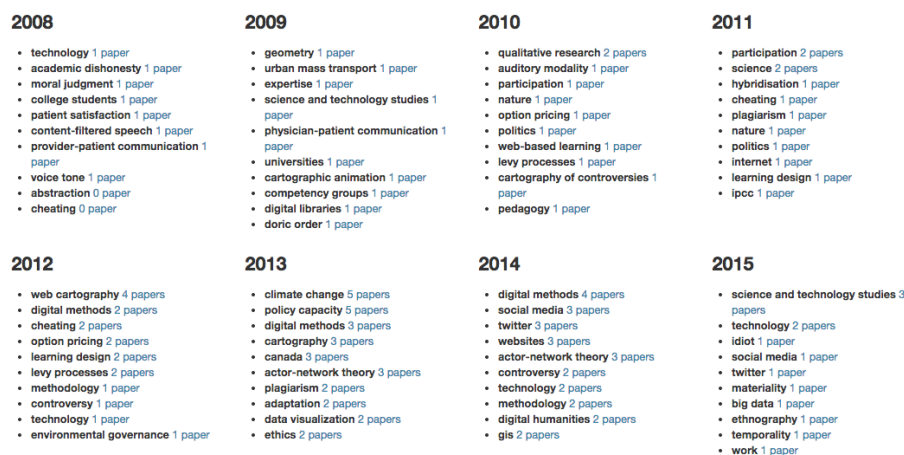 2008
technology 1 paper
academic dishonesty 1 paper
moral judgment 1 paper
college students 1 paper
patient satisfaction 1 paper
content-filtered speech 1 paper
provider-patient communication 1
paper
voice tone 1 paper
abstraction 0 paper
cheating 0 paper
2009
geometry 1 paper
urban mass transport 1 paper
expertise 1 paper
science and technology studies 1
paper
physician-patient communication 1
paper
universities 1 paper
cartographic animation 1 paper
competency groups 1 paper
digital libraries 1 paper
doric order 1 paper
2010
qualitative research 2 papers
auditory modality 1 paper
participation 1 paper
nature 1 paper
option pricing 1 paper
politics 1 paper
web-based learning 1 paper
levy processes 1 paper
cartography of controversies 1
paper
pedagogy 1 paper
2011
participation 2 papers
science 2 papers
hybridisation 1 paper
cheating 1 paper
plagiarism 1 paper
nature 1 paper
politics 1 paper
internet 1 paper
learning design 1 paper
ipcc 1 paper
2012
web cartography 4 papers
digital methods 2 papers
cheating 2 papers
option pricing 2 papers
learning design 2 papers
levy processes 2 papers
methodology 1 paper
controversy 1 paper
technology 1 paper
environmental governance 1 paper
2013
climate change 5 papers
policy capacity 5 papers
digital methods 3 papers
cartography 3 papers
canada 3 papers
actor-network theory 3 papers
plagiarism 2 papers
adaptation 2 papers
data visualization 2 papers
ethics 2 papers
2014
digital methods 4 papers
social media 3 papers
twitter 3 papers
websites 3 papers
actor-network theory 3 papers
controversy 2 papers
technology 2 papers
methodology 2 papers
digital humanities 2 papers
gis 2 papers
2015
science and technology studies 3
papers
technology 2 papers
idiot 1 paper
social media 1 paper
twitter 1 paper
materiality 1 paper
big data 1 paper
ethnography 1 paper
temporality 1 paper
work 1 paper